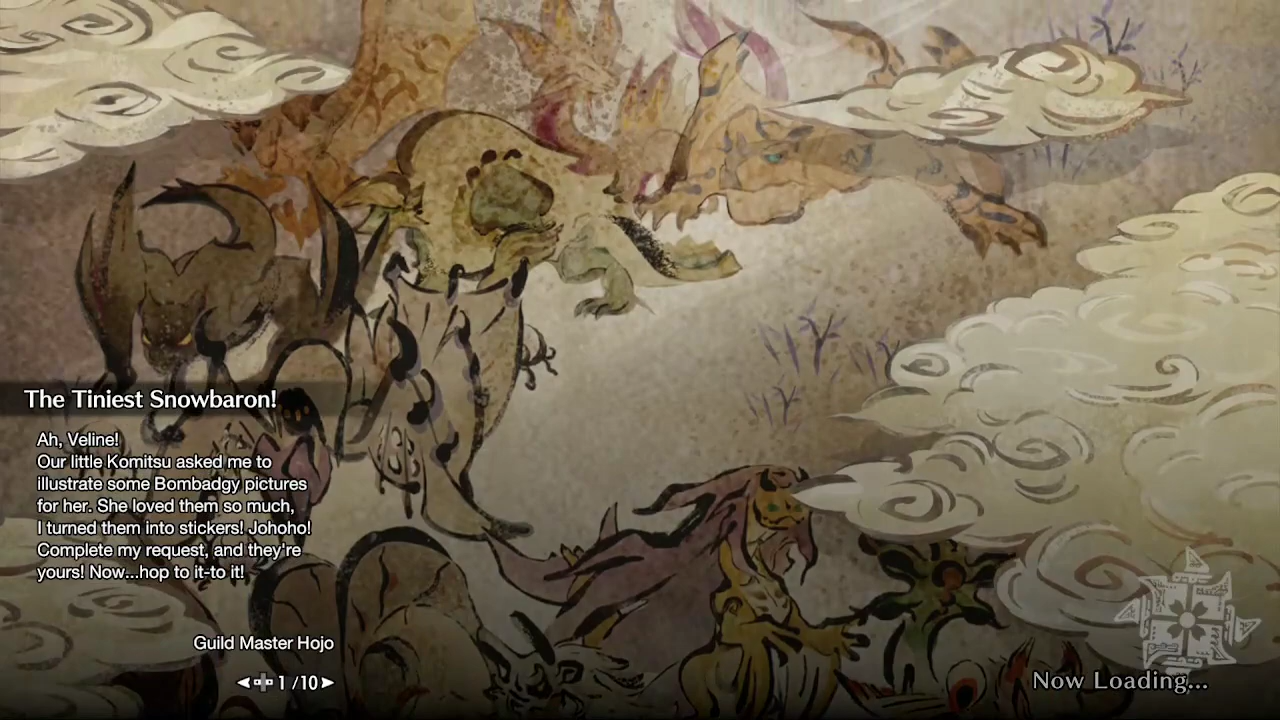 The Tiniest Snowbaron!
Ah, Veline!
Our little Komitsu asked me to
illustrate some Bombadgy pictures
for her. She loved them so much,
I turned them into stickers! Johoho!
Complete my request, and they're
yours! Now...hop to it-to it!
Guild Master Hojo
1 / 10
Now Loading...